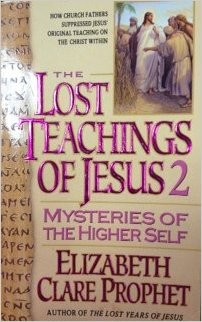 HOW CHURCH FATHERS
SUPPRESSED JESUS'
ORIGINAL TEACHING ON
THE CHRIST WITHIN
THE
LOST
TEACHINGS
OF JESUS 2
MYSTERIES OF
THE HIGHER SELF
ELIZABETH
CLARE PROPHET
AUTHOR OF THE LOST YEARS OF JESUS